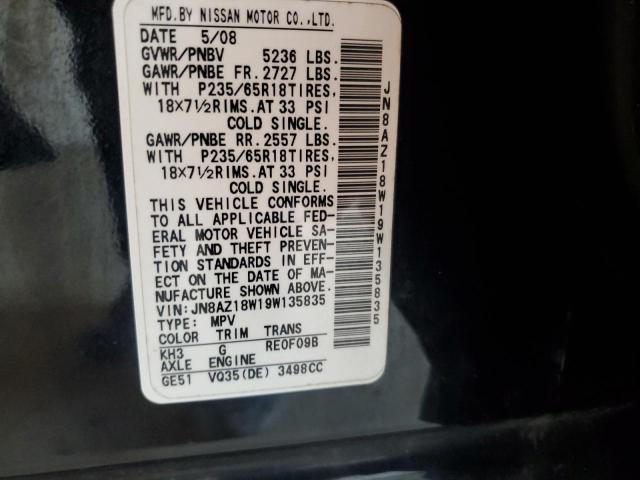 MFD.BY NISSAN MOTOR CO.,LTD.
DATE 5/08
GVWR/PNBV 5236 LBS.
GAWR/PNBE FR.2727 LBS.
WITH P235/65R18TIRES,
18X7½RIMS.AT 33 PSI
COLD SINGLE.
GAWR/PNBE RR.2557 LBS.
WITH P235/65R18TIRES,
18X7½RIMS.AT 33 PSI
COLD SINGLE.
THIS VEHICLE CONFORMS
TO ALL APPLICABLE FED-
ERAL MOTOR VEHICLE SA-
FETY AND THEFT PREVEN-
TION STANDARDS IN EFF-
ECT ON THE DATE OF MA-
NUFACTURE SHOWN ABOVE.
VIN:JN8AZ18W19W135835
TYPE: MPV
COLOR TRIM TRANS
KH3 G RE0F09B
AXLE ENGINE
GE51 VQ35(DE) 3498CC
JN8AZ18W19W135835